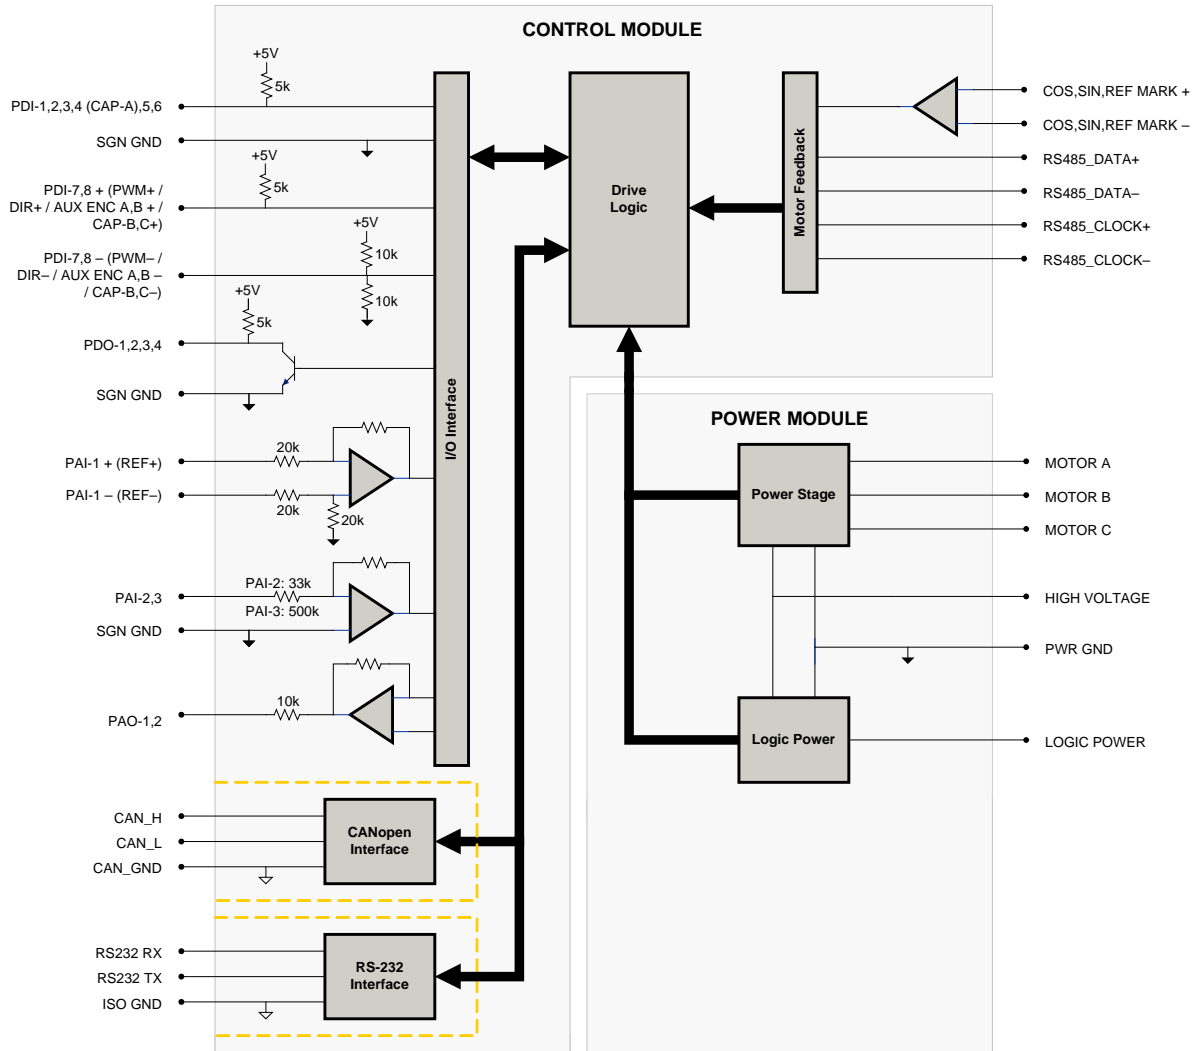 CONTROL MODULE
+5V
5k
PDI-1,2,3,4 (CAP-A),5,6
SGN GND
+5V
5k
PDI-7,8 + (PWM+ /
DIR+ / AUX ENC A,B + /
CAP-B,C+)
+5V
10k
PDI-7,8 – (PWM– /
DIR– / AUX ENC A,B –
/ CAP-B,C–)
10k
+5V
5k
PDO-1,2,3,4
SGN GND
20k
PAI-1 + (REF+)
PAI-1 – (REF–)
20k
20k
PAI-2: 33k
PAI-2,3
PAI-3: 500k
SGN GND
10k
PAO-1,2
I/O Interface
Drive
Logic
Motor Feedback
COS,SIN,REF MARK +
COS,SIN,REF MARK –
RS485_DATA+
RS485_DATA–
RS485_CLOCK+
RS485_CLOCK–
POWER MODULE
Power Stage
MOTOR A
MOTOR B
MOTOR C
HIGH VOLTAGE
PWR GND
Logic Power
LOGIC POWER
CAN_H
CAN_L
CAN_GND
CANopen
Interface
RS232 RX
RS232 TX
ISO GND
RS-232
Interface